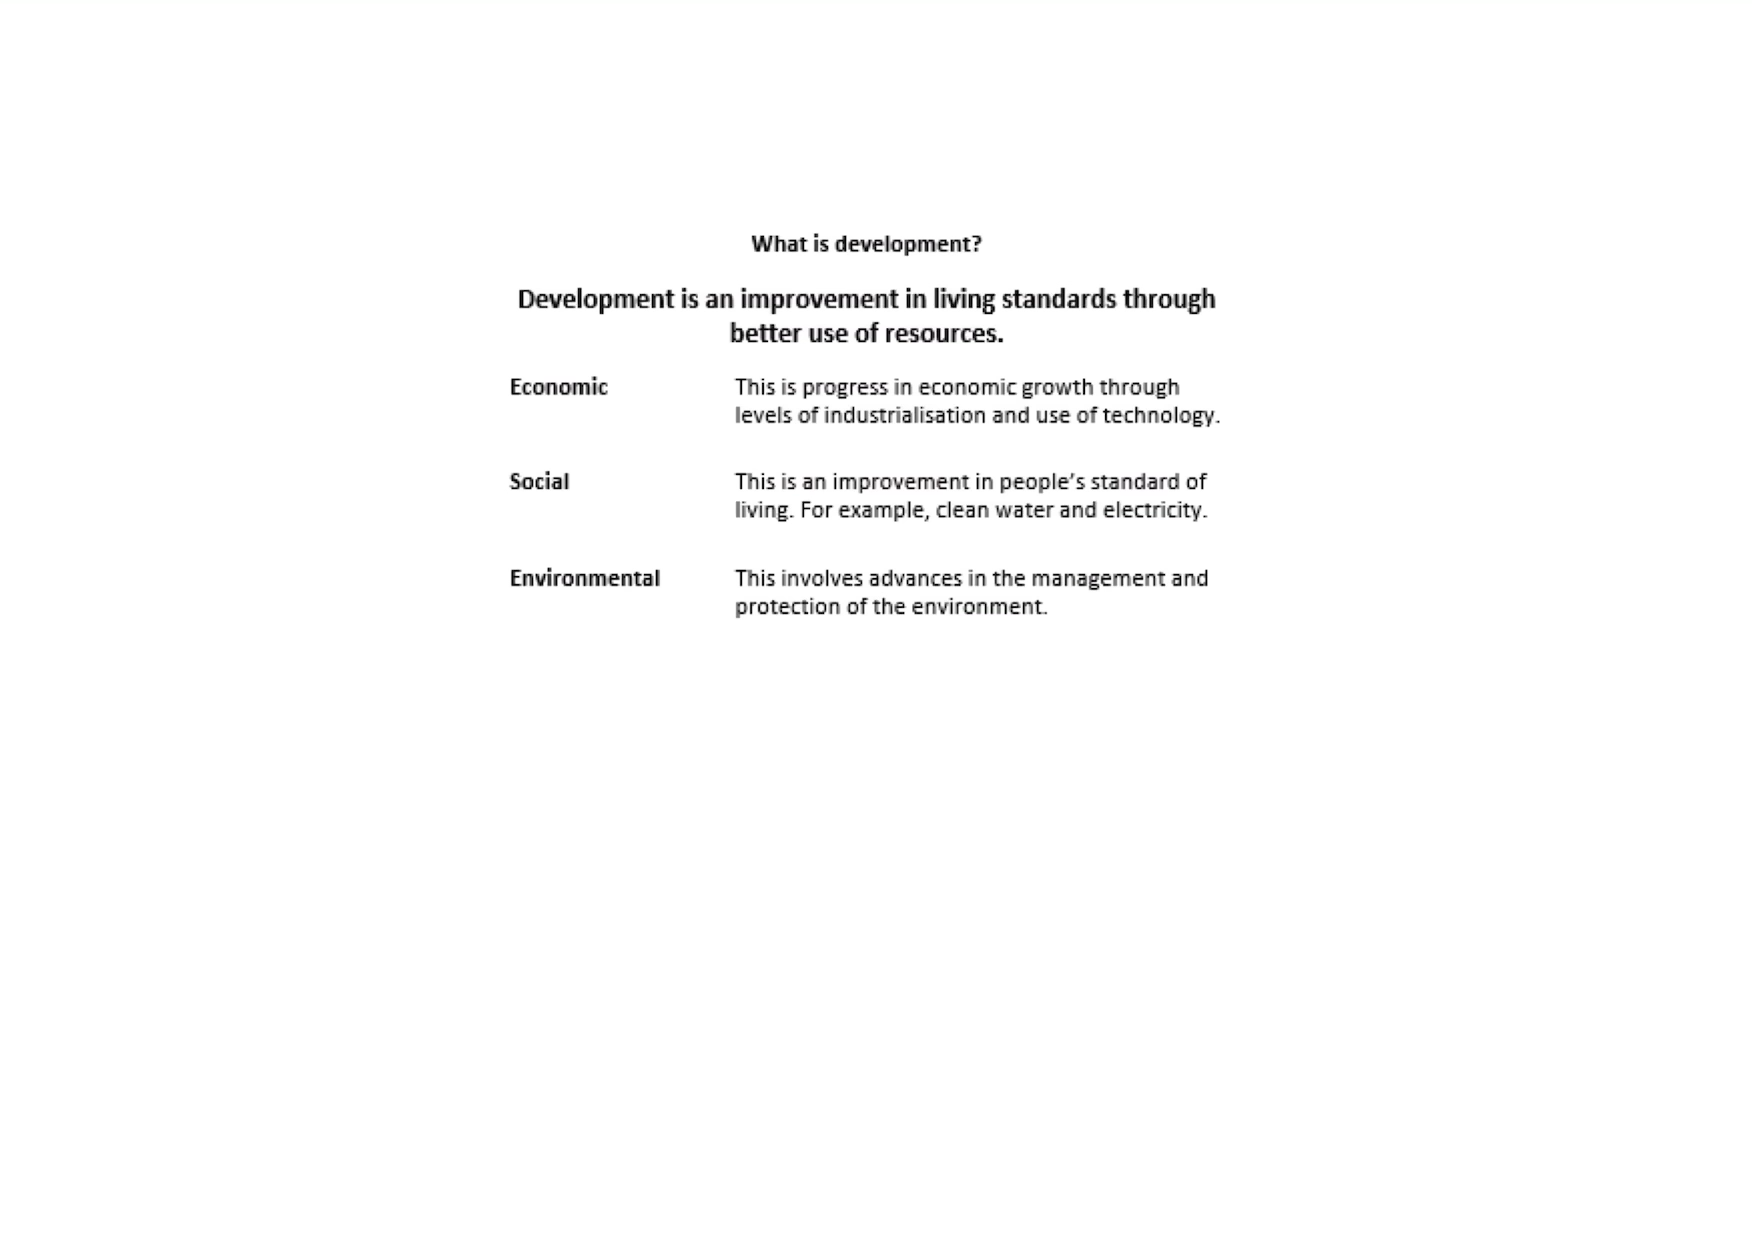 What is development?
Development is an improvement in living standards through
better use of resources.
Economic This is progress in economic growth through
levels of industrialisation and use of technology.
Social This is an improvement in people's standard of
living. For example, clean water and electricity.
Environmental This involves advances in the management and
protection of the environment.